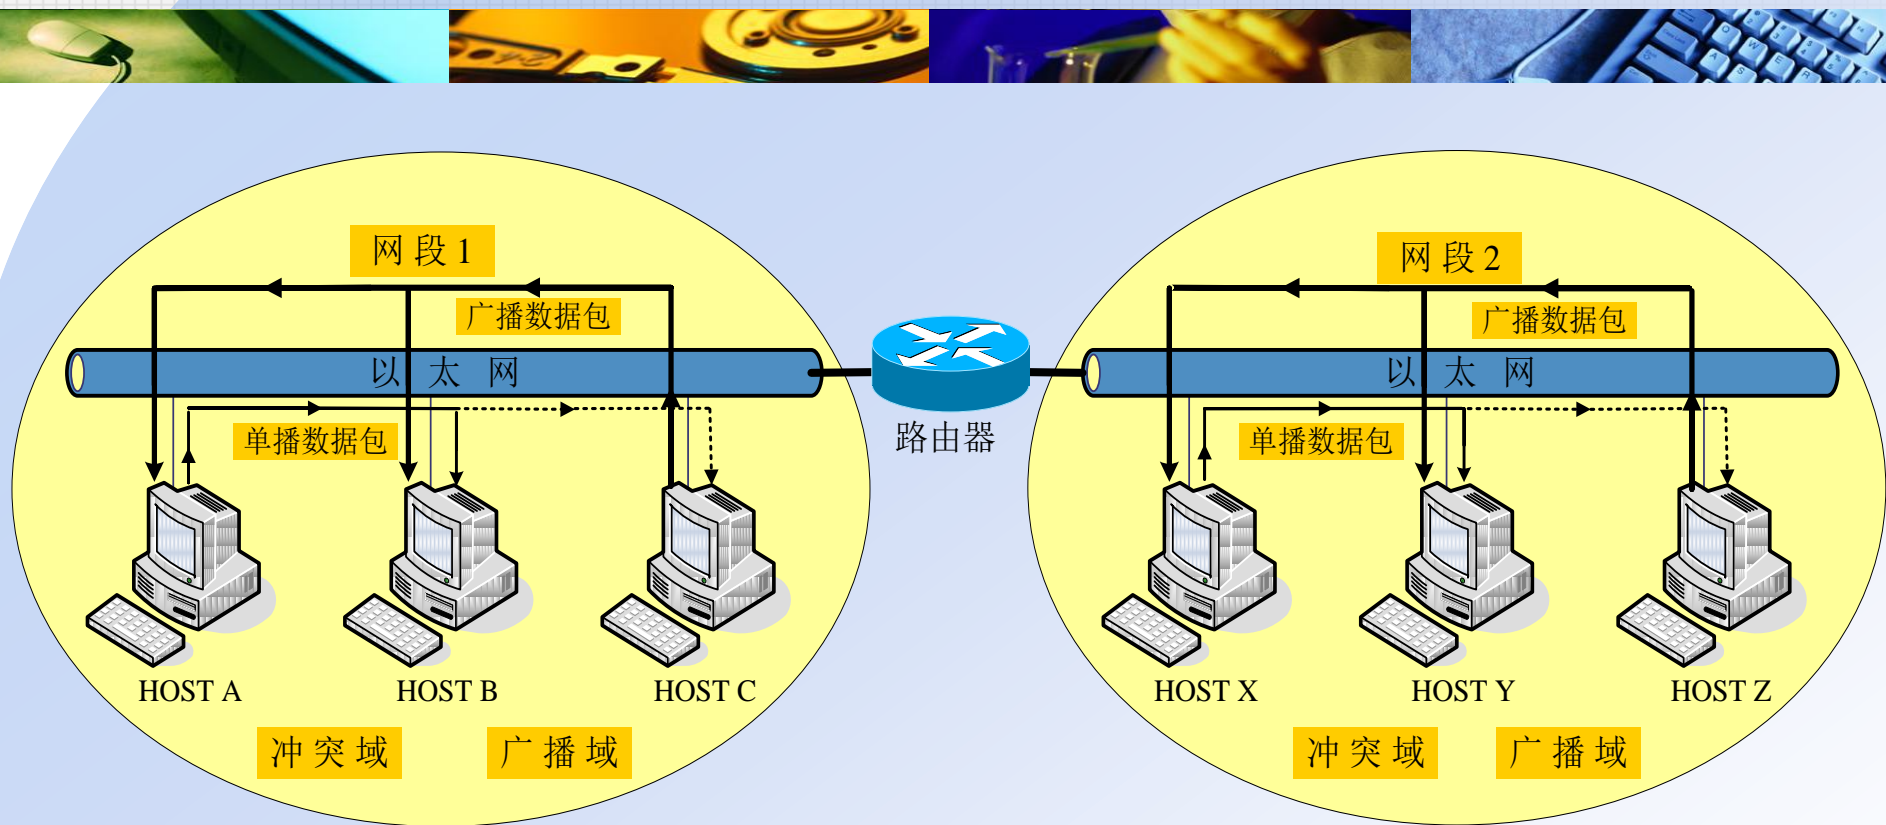 网 段 1
网 段 2
广播数据包
广播数据包
以 太 网
以 太 网
单播数据包
路由器
单播数据包
HOST A
HOST B
HOST C
HOST X
HOST Y
HOST Z
冲 突 域
广 播 域
冲 突 域
广 播 域